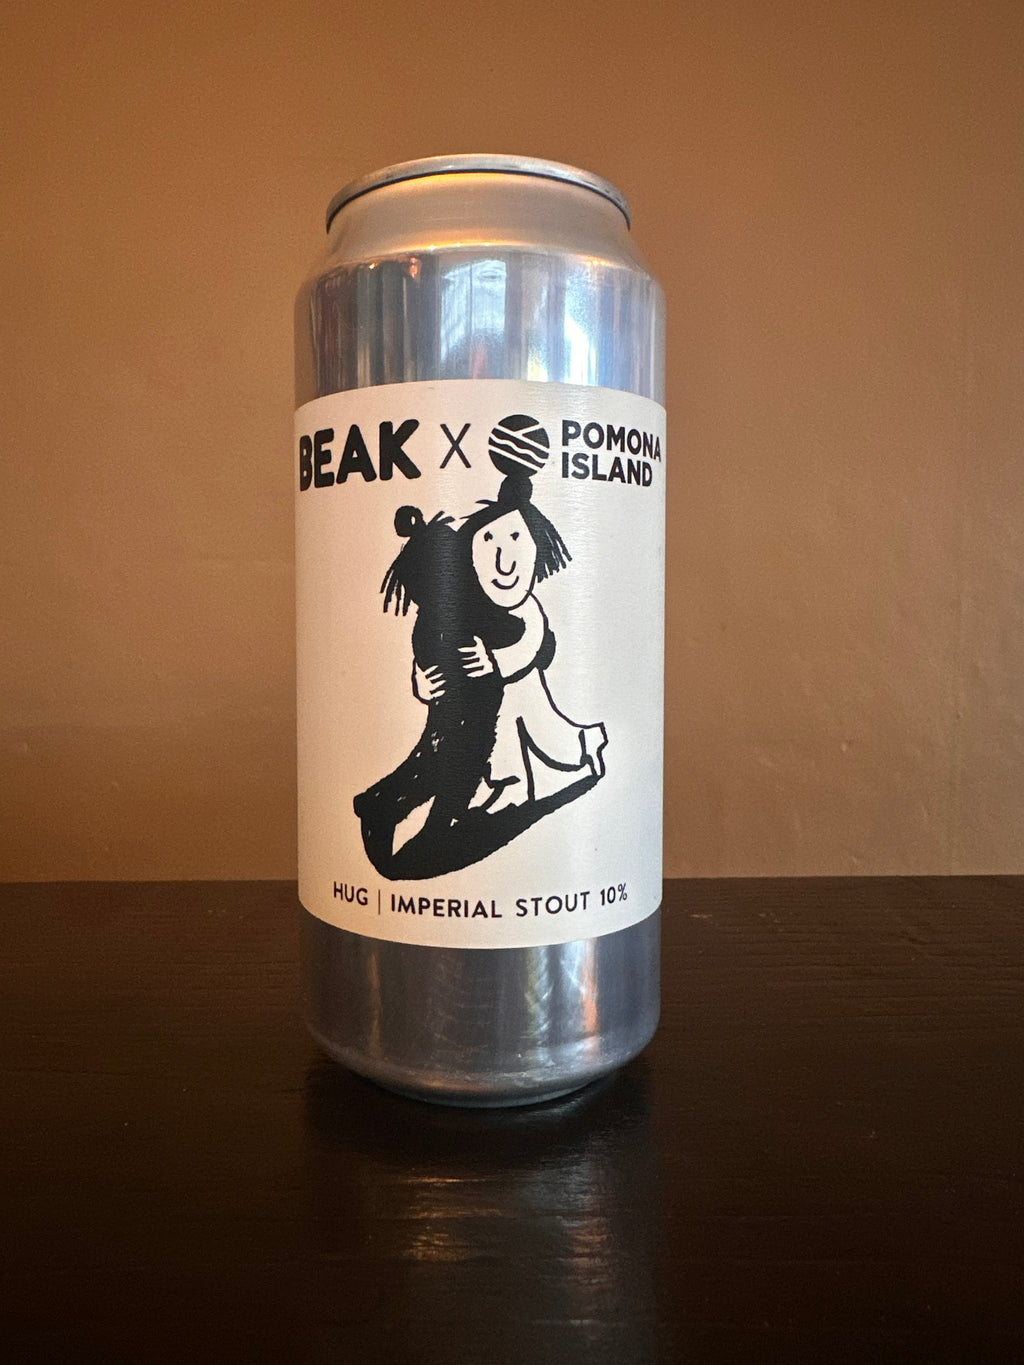 BEAK X POMONA
ISLAND
HUG | IMPERIAL STOUT 10%